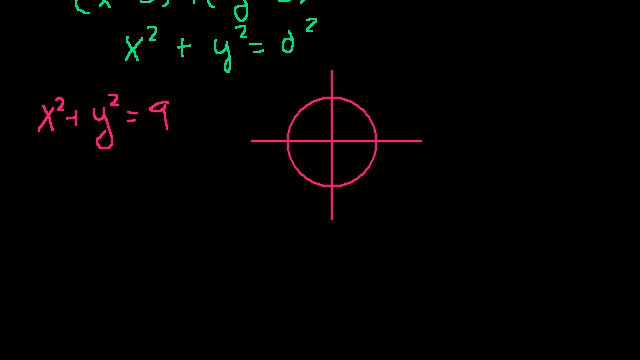 x² + y² = d²
x² + y² = 9